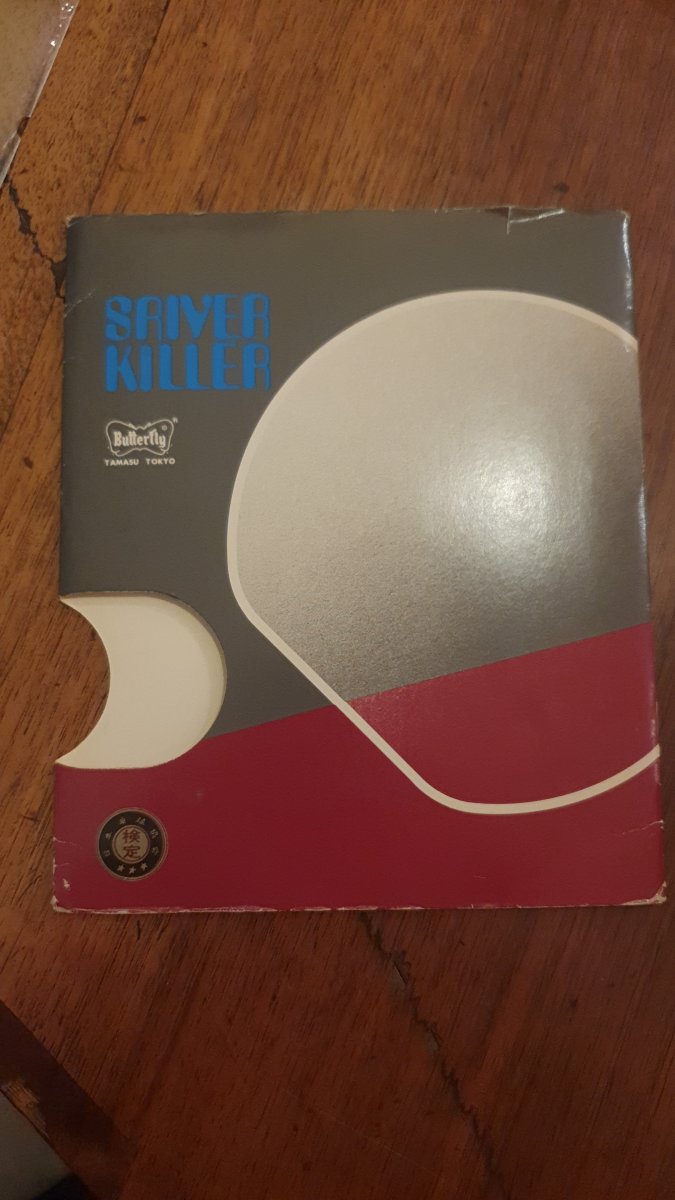 SRIVER
KILLER
Butterfly
®
TAMASU TOKYO
検
定
★★★